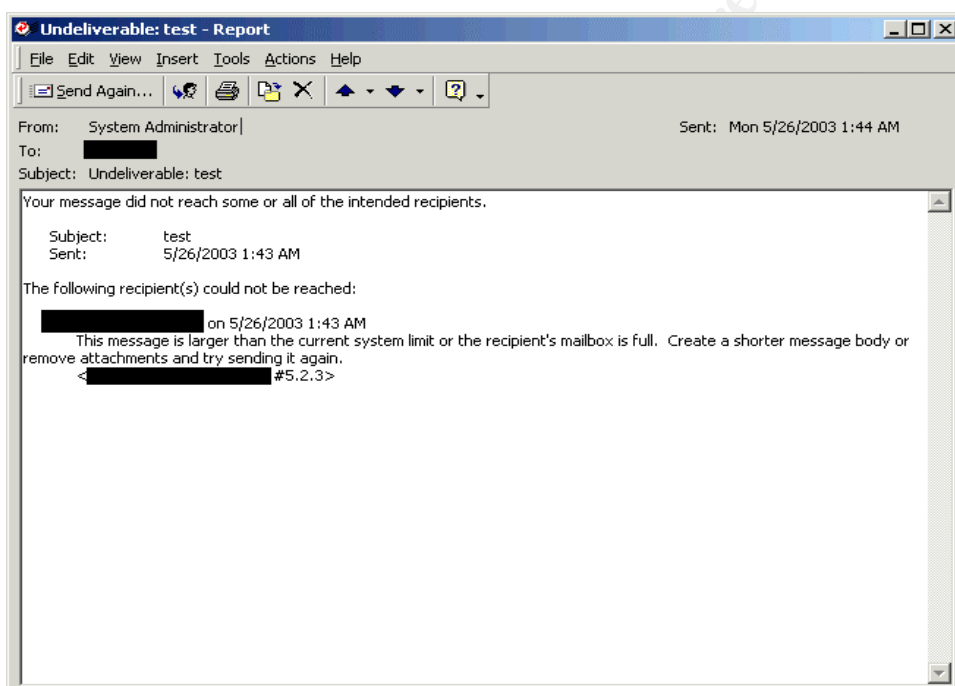 Undeliverable: test - Report
File Edit View Insert Tools Actions Help
Send Again...
From: System Administrator Sent: Mon 5/26/2003 1:44 AM
To:
Subject: Undeliverable: test
Your message did not reach some or all of the intended recipients.
Subject: test
Sent: 5/26/2003 1:43 AM
The following recipient(s) could not be reached:
on 5/26/2003 1:43 AM
This message is larger than the current system limit or the recipient's mailbox is full. Create a shorter message body or
remove attachments and try sending it again.
< #5.2.3>